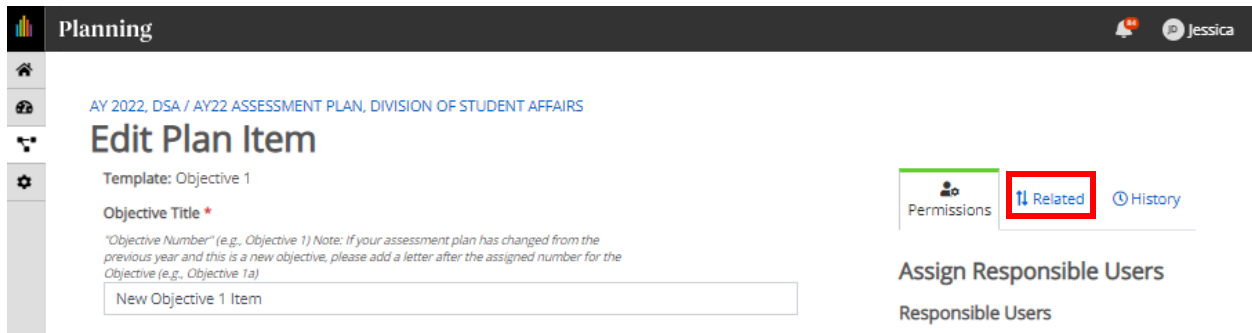 Planning
84
JD Jessica
AY 2022, DSA / AY22 ASSESSMENT PLAN, DIVISION OF STUDENT AFFAIRS
Edit Plan Item
Template: Objective 1
Objective Title *
"Objective Number" (e.g., Objective 1) Note: If your assessment plan has changed from the
previous year and this is a new objective, please add a letter after the assigned number for the
Objective (e.g., Objective 1a)
New Objective 1 Item
Permissions
Related
History
Assign Responsible Users
Responsible Users